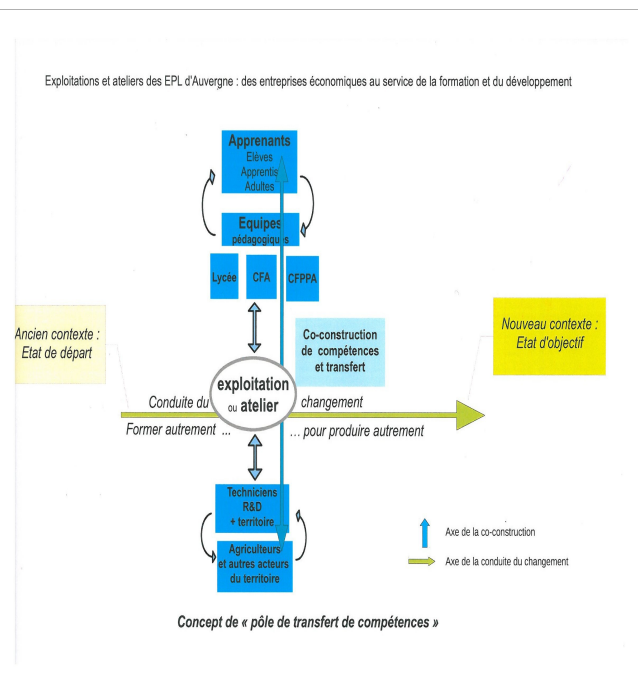 Exploitations et ateliers des EPL d'Auvergne : des entreprises économiques au service de la formation et du développement
Apprenants
Elèves
Apprentis
Adultes
Equipes
pédagogiques
Lycée
CFA
CFPPA
Ancien contexte :
Etat de départ
Co-construction
de compétences
et transfert
Nouveau contexte :
Etat d'objectif
exploitation
ou atelier
Conduite du
changement
Former autrement ...
... pour produire autrement
Techniciens
R&D
+ territoire
Agriculteurs
et autres acteurs
du territoire
Axe de la co-construction
Axe de la conduite du changement
Concept de « pôle de transfert de compétences »